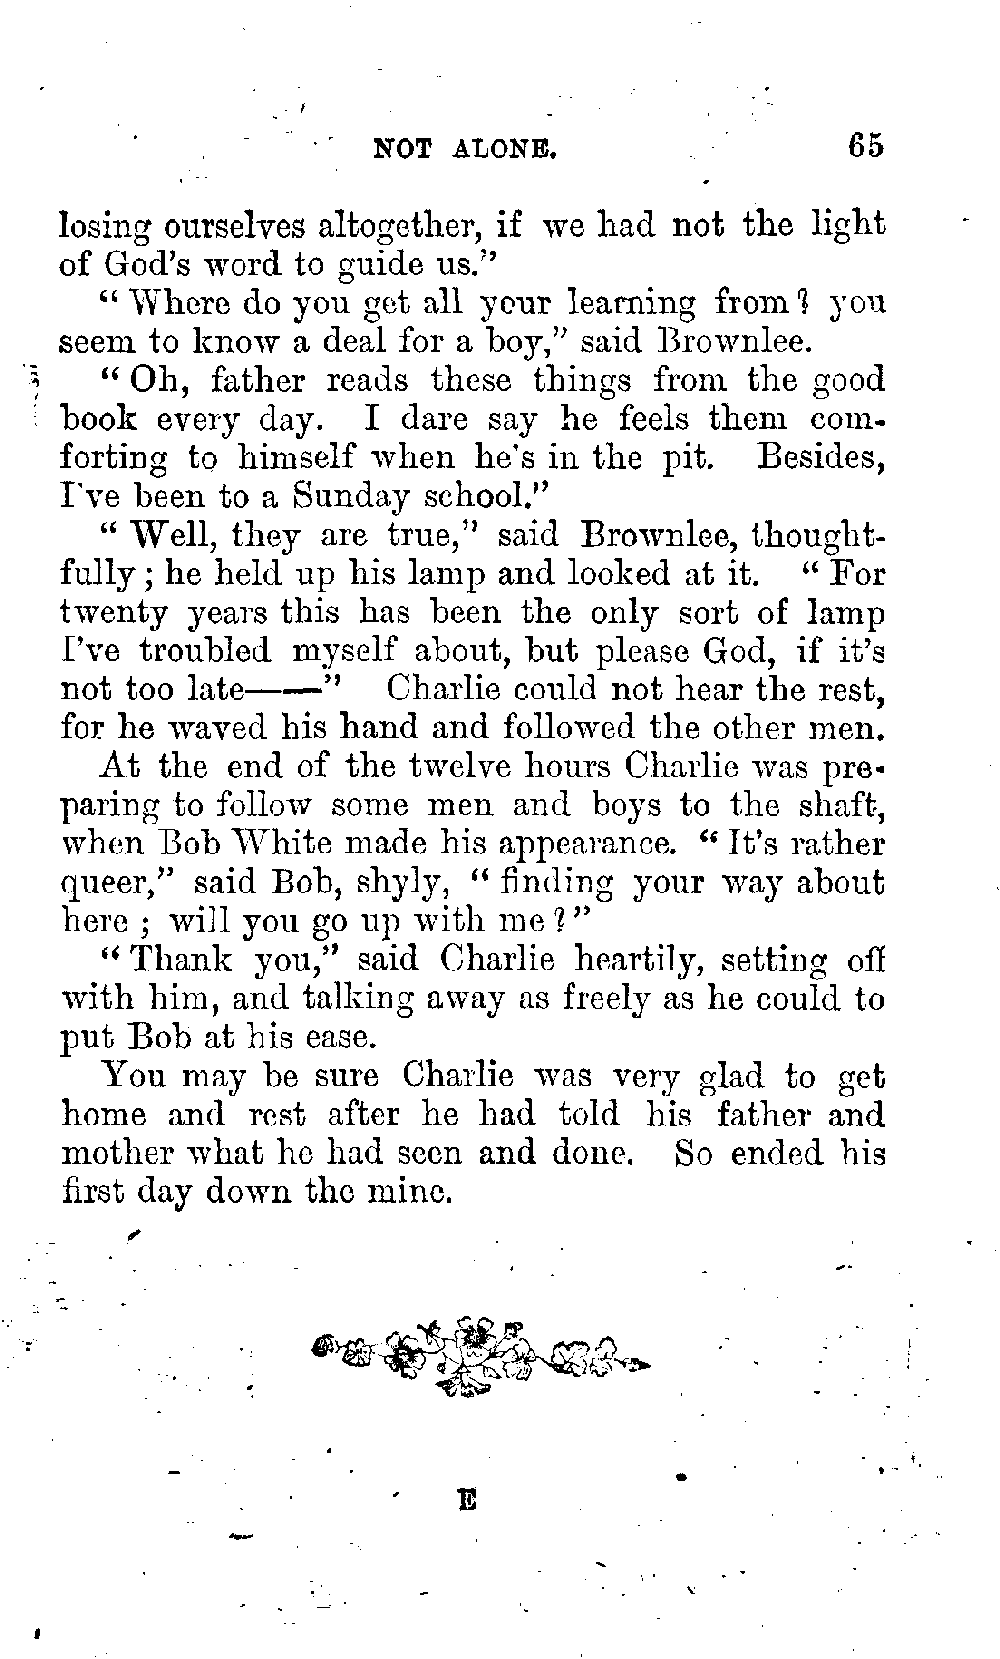 NOT ALONE. 65
losing ourselves altogether, if we had not the light
of God's word to guide us."
"Where do you get all your learning from? you
seem to know a deal for a boy," said Brownlee.
"Oh, father reads these things from the good
book every day. I dare say he feels them com-
forting to himself when he's in the pit. Besides,
I've been to a Sunday school."
"Well, they are true," said Brownlee, thought-
fully; he held up his lamp and looked at it. "For
twenty years this has been the only sort of lamp
I've troubled myself about, but please God, if it's
not too late——" Charlie could not hear the rest,
for he waved his hand and followed the other men.
At the end of the twelve hours Charlie was pre-
paring to follow some men and boys to the shaft,
when Bob White made his appearance. "It's rather
queer," said Bob, shyly, "finding your way about
here; will you go up with me?"
"Thank you," said Charlie heartily, setting off
with him, and talking away as freely as he could to
put Bob at his ease.
You may be sure Charlie was very glad to get
home and rest after he had told his father and
mother what he had seen and done. So ended his
first day down the mine.
E